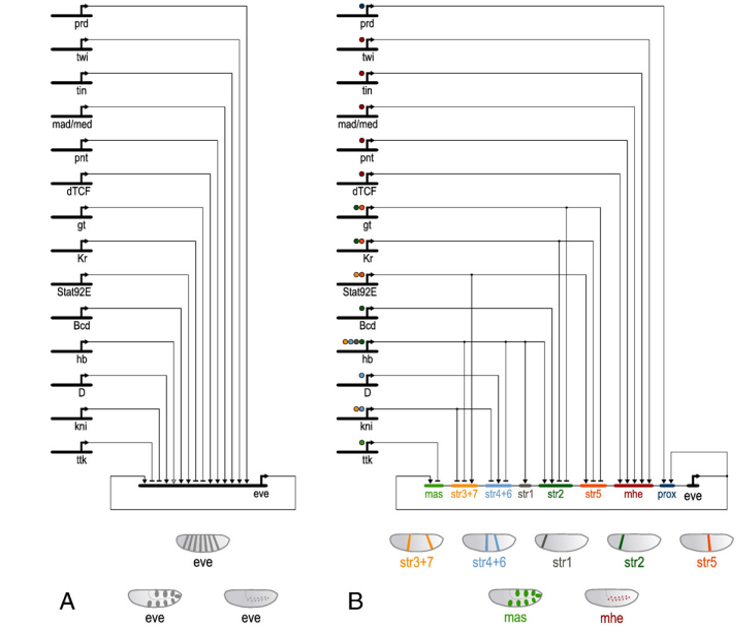 prd
twi
tin
mad/med
pnt
dTCF
gt
Kr
Stat92E
Bcd
hb
D
kni
ttk
eve
eve
A
eve
eve
prd
twi
tin
mad/med
pnt
dTCF
gt
Kr
Stat92E
Bcd
hb
D
kni
ttk
mas str3+7 str4+6 str1 str2 str5 mhe prox eve
str3+7 str4+6 str1 str2 str5
B
mas mhe